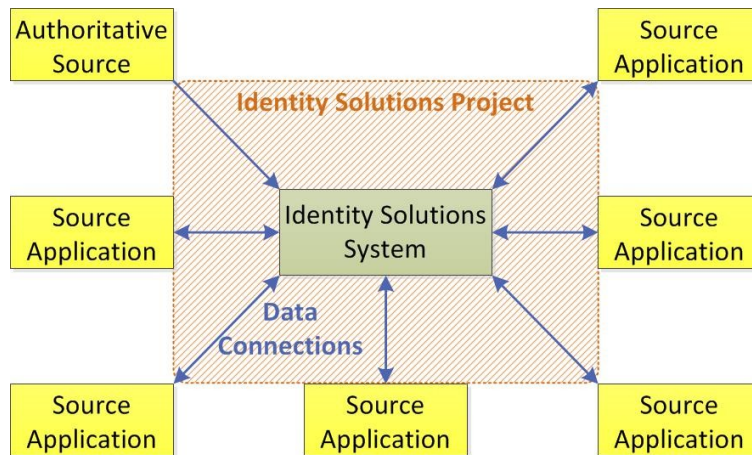 Authoritative
Source
Source
Application
Identity Solutions Project
Source
Application
Identity Solutions
System
Source
Application
Data
Connections
Source
Application
Source
Application
Source
Application